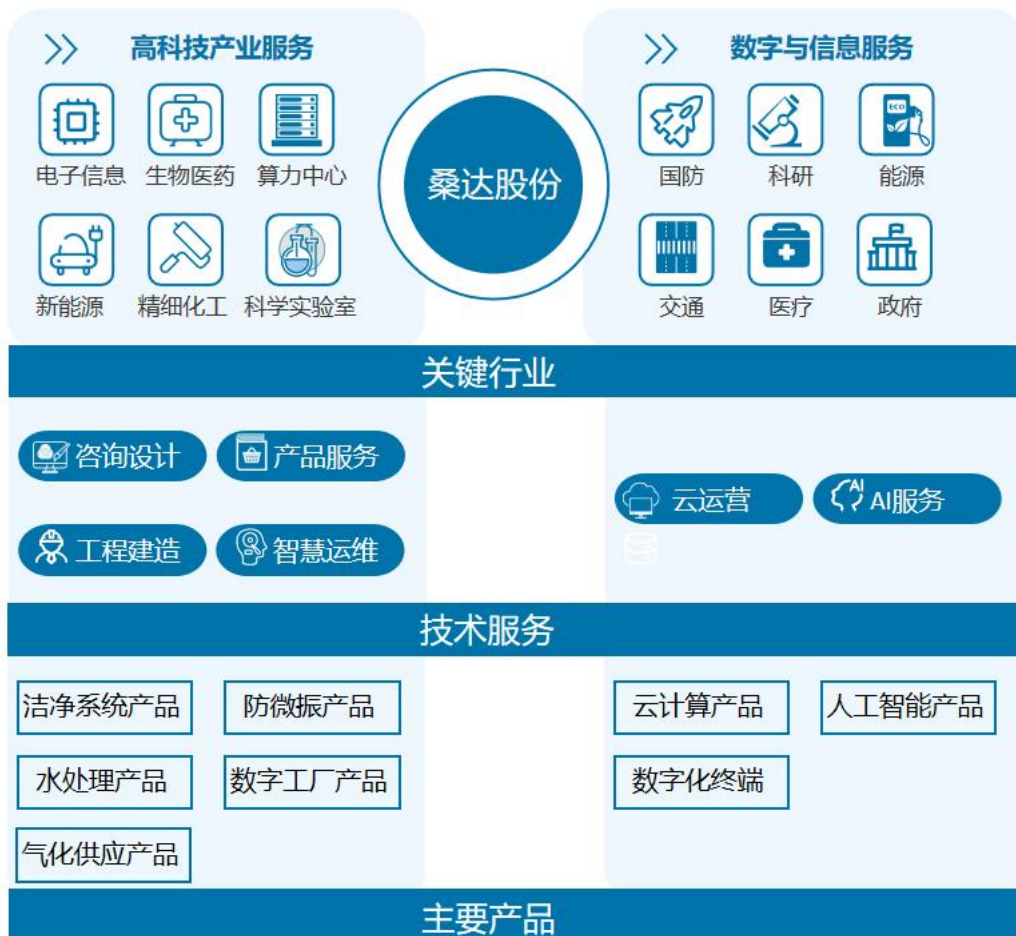 高科技产业服务
数字与信息服务
桑达股份
电子信息 生物医药 算力中心
国防 科研 能源
ECO
新能源 精细化工 科学实验室
交通 医疗 政府
关键行业
咨询设计 产品服务
工程建造 智慧运维
云运营 AI服务
AI
技术服务
洁净系统产品 防微振产品
云计算产品 人工智能产品
水处理产品 数字工厂产品
数字化终端
气化供应产品
主要产品